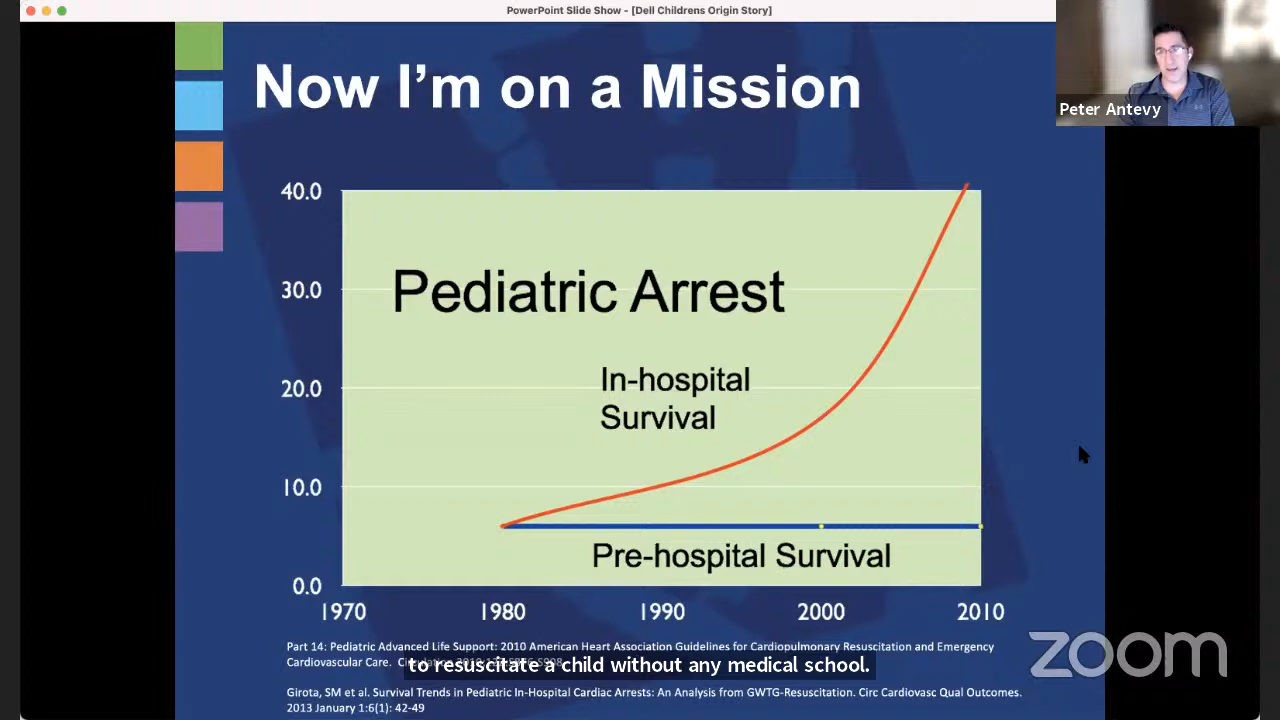 PowerPoint Slide Show - [Dell Childrens Origin Story]
Now I'm on a Mission
Peter Antevy
40.0
30.0
20.0
10.0
0.0
Pediatric Arrest
In-hospital
Survival
Pre-hospital Survival
1970 1980 1990 2000 2010
Part 14: Pediatric Advanced Life Support: 2010 American Heart Association Guidelines for Cardiopulmonary Resuscitation and Emergency
Cardiovascular Care.
to resuscitate a child without any medical school.
Girota, SM et al. Survival Trends in Pediatric In-Hospital Cardiac Arrests: An Analysis from GWTG-Resuscitation. Circ Cardiovasc Qual Outcomes.
2013 January 1:6(1): 42-49
zoom